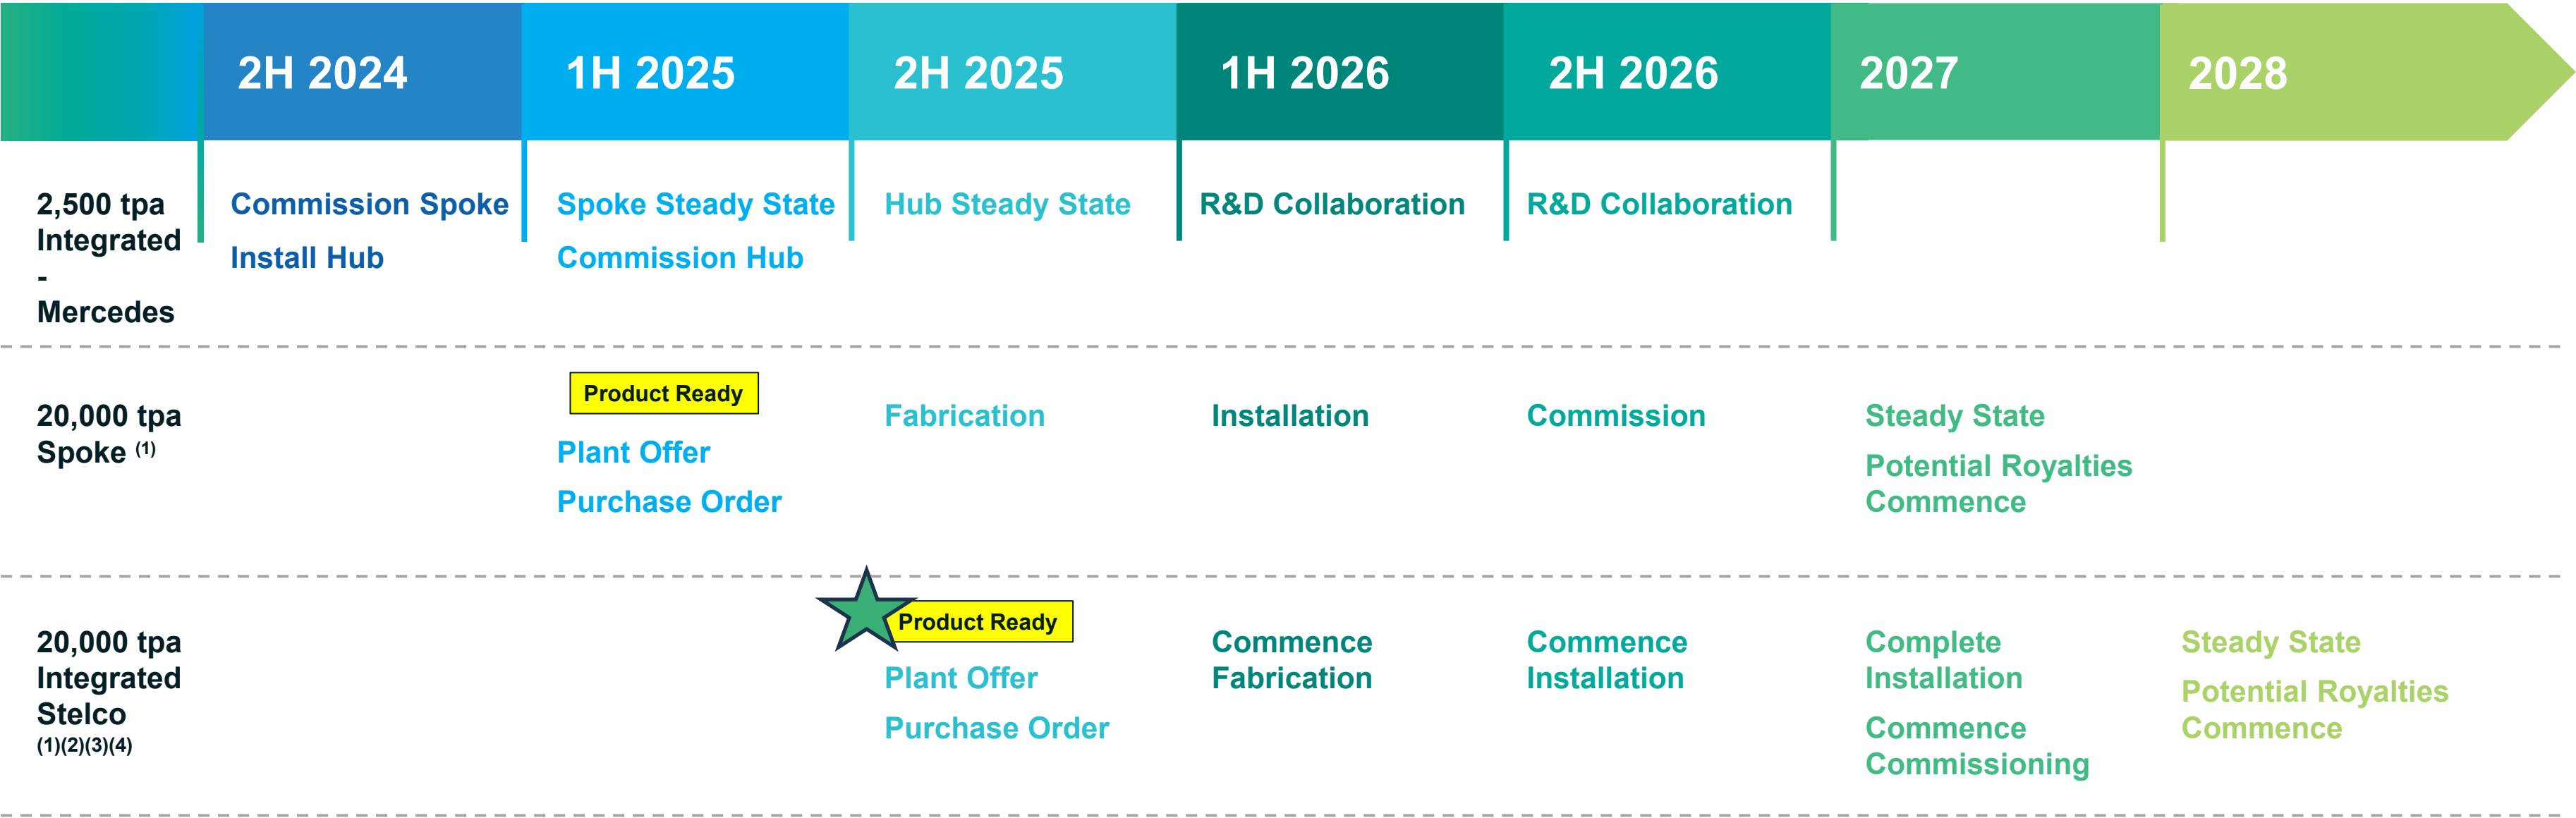 2H 2024
1H 2025
2H 2025
1H 2026
2H 2026
2027
2028
2,500 tpa
Integrated
-
Mercedes
Commission Spoke
Install Hub
Spoke Steady State
Commission Hub
Hub Steady State
R&D Collaboration
R&D Collaboration
20,000 tpa
Spoke (1)
Product Ready
Plant Offer
Purchase Order
Fabrication
Installation
Commission
Steady State
Potential Royalties
Commence
20,000 tpa
Integrated
Stelco
(1)(2)(3)(4)
Product Ready
Plant Offer
Purchase Order
Commence
Fabrication
Commence
Installation
Complete
Installation
Commence
Commissioning
Steady State
Potential Royalties
Commence